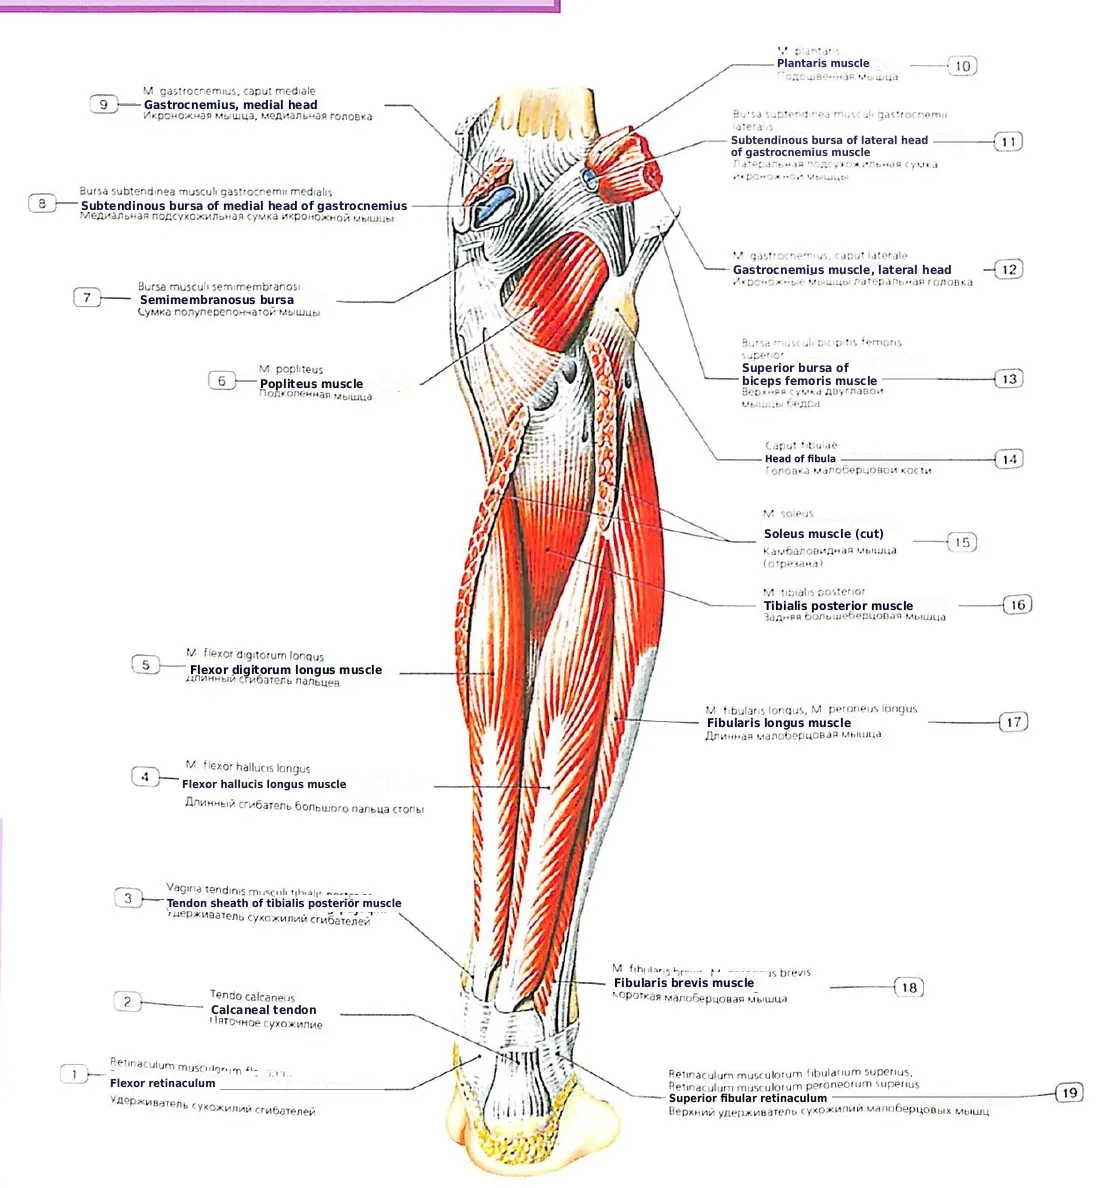 M. plantaris
Plantaris muscle
10
Подошвенная мышца
M. gastrocnemius, caput mediale
9
Gastrocnemius, medial head
Икроножная мышца, медиальная головка
Bursa subtendinea musculi gastrocnemii
lateralis
Subtendinous bursa of lateral head
11
of gastrocnemius muscle
Латеральная подсухожильная сумка
икроножной мышцы
Bursa subtendinea musculi gastrocnemii medialis
8
Subtendinous bursa of medial head of gastrocnemius
Медиальная подсухожильная сумка икроножной мышцы
M. gastrocnemius, caput laterale
Gastrocnemius muscle, lateral head
12
Икроножные мышцы латеральная головка
Bursa musculi semimembranosi
7
Semimembranosus bursa
Сумка полуперепончатой мышцы
Bursa musculi bicipitis femoris
superior
Superior bursa of
biceps femoris muscle
13
Верхняя сумка двуглавой
мышцы бедра
M. popliteus
6
Popliteus muscle
Подколенная мышца
Caput fibulae
Head of fibula
14
Головка малоберцовой кости
M. soleus
Soleus muscle (cut)
15
Камбаловидная мышца
(отрезана)
M. tibialis posterior
Tibialis posterior muscle
16
Задняя большеберцовая мышца
M. flexor digitorum longus
5
Flexor digitorum longus muscle
Длинный сгибатель пальцев
M. fibularis longus, M. peroneus longus
Fibularis longus muscle
17
Длинная малоберцовая мышца
M. flexor hallucis longus
4
Flexor hallucis longus muscle
Длинный сгибатель большого пальца стопы
Vagina tendinis musculi tibialis
3
Tendon sheath of tibialis posterior muscle
Удерживатель сухожилий сгибателей
M. fibularis brevis, M. brevis
Fibularis brevis muscle
18
Короткая малоберцовая мышца
Tendo calcaneus
2
Calcaneal tendon
Пяточное сухожилие
Retinaculum musculorum
1
Flexor retinaculum
Удерживатель сухожилий сгибателей
Retinaculum musculorum fibularium superius,
Retinaculum musculorum peroneorum superius
Superior fibular retinaculum
19
Верхний удерживатель сухожилий малоберцовых мышц